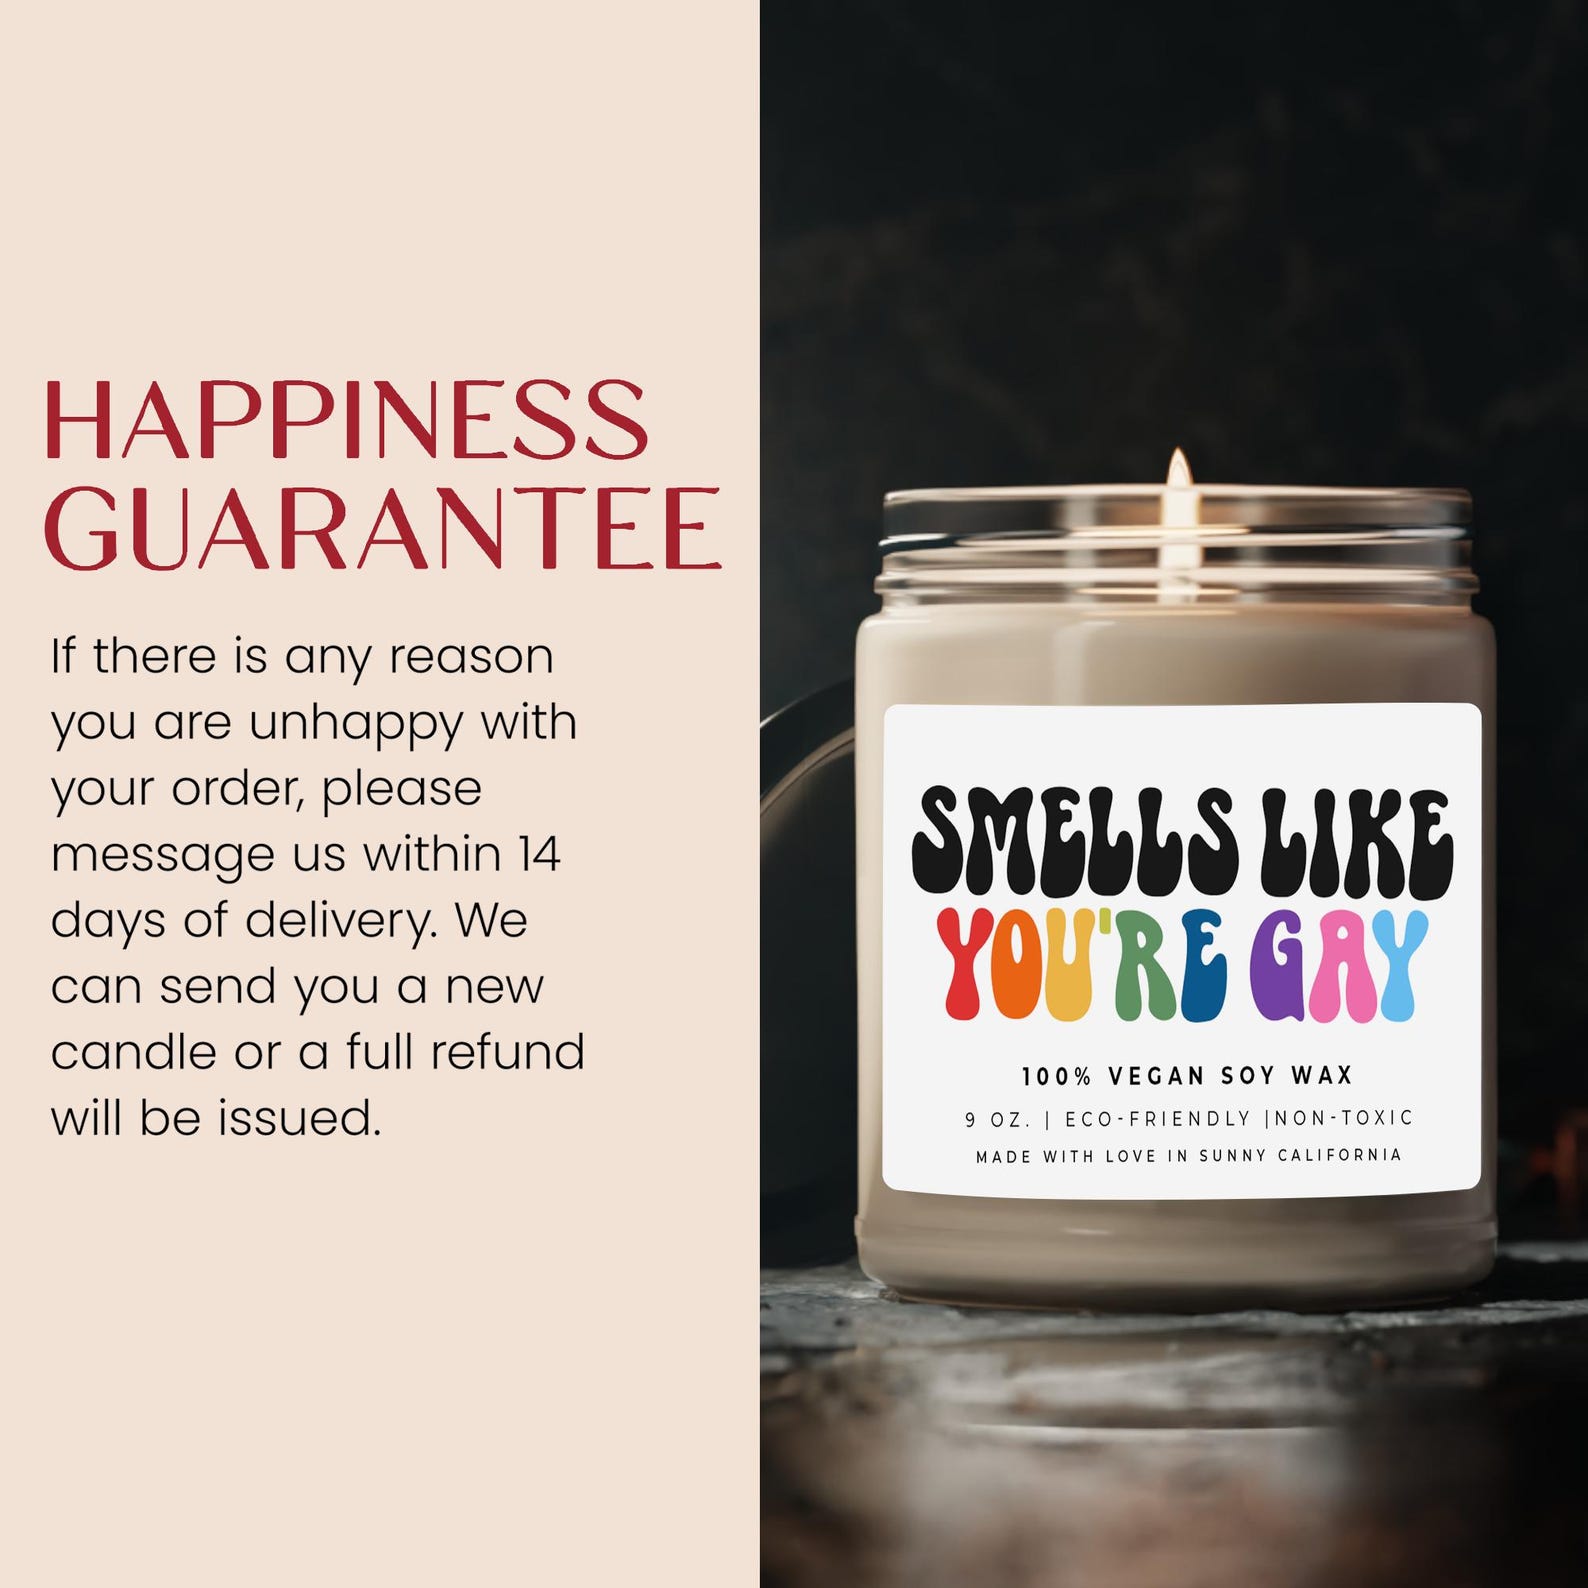 HAPPINESS
GUARANTEE
If there is any reason
you are unhappy with
your order, please
message us within 14
days of delivery. We
can send you a new
candle or a full refund
will be issued.
SMELLS LIKE
YOU'RE GAY
100% VEGAN SOY WAX
9 OZ. | ECO-FRIENDLY |NON-TOXIC
MADE WITH LOVE IN SUNNY CALIFORNIA